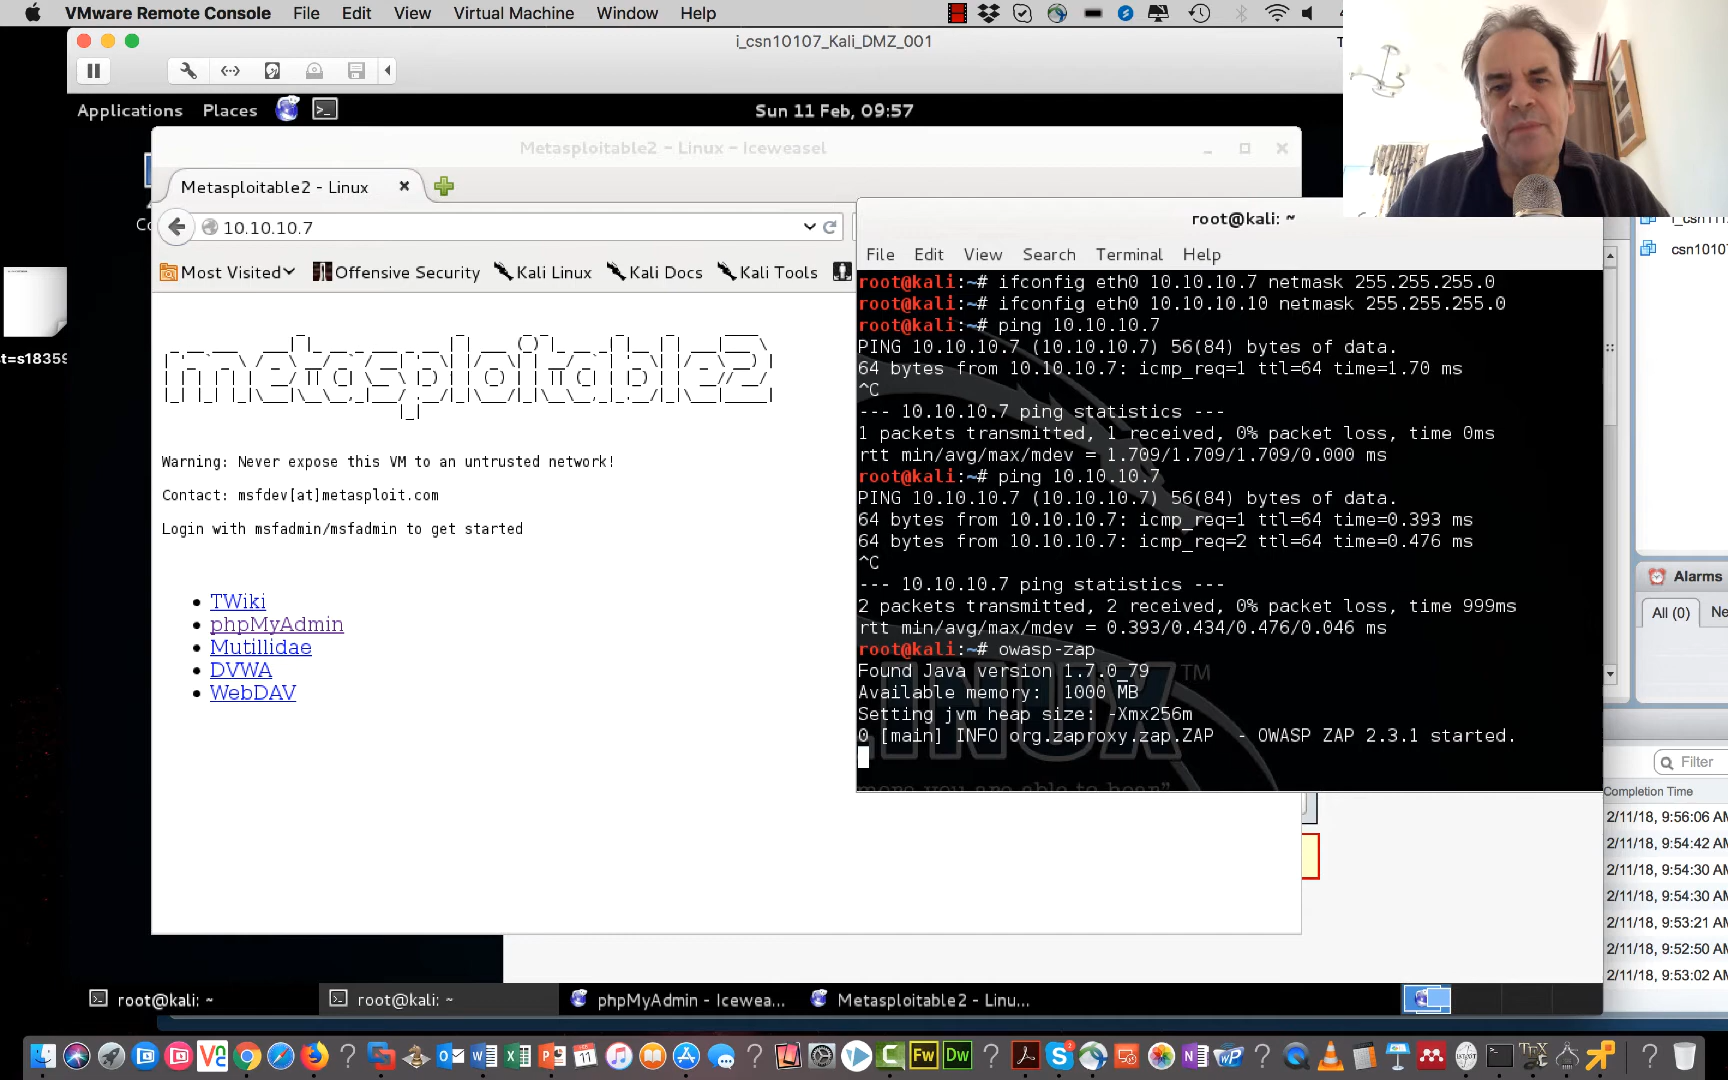 VMware Remote Console File Edit View Virtual Machine Window Help
i_csn10107_Kali_DMZ_001
Applications Places
Sun 11 Feb, 09:57
Metasploitable2 - Linux - Iceweasel
Metasploitable2 - Linux
10.10.10.7
Most Visited Offensive Security Kali Linux Kali Docs Kali Tools
metasploitable2
Warning: Never expose this VM to an untrusted network!
Contact: msfdev[at]metasploit.com
Login with msfadmin/msfadmin to get started
TWiki
phpMyAdmin
Mutillidae
DVWA
WebDAV
st=s18359
root@kali: ~
File Edit View Search Terminal Help
root@kali:~# ifconfig eth0 10.10.10.7 netmask 255.255.255.0
root@kali:~# ifconfig eth0 10.10.10.10 netmask 255.255.255.0
root@kali:~# ping 10.10.10.7
PING 10.10.10.7 (10.10.10.7) 56(84) bytes of data.
64 bytes from 10.10.10.7: icmp_req=1 ttl=64 time=1.70 ms
^C
--- 10.10.10.7 ping statistics ---
1 packets transmitted, 1 received, 0% packet loss, time 0ms
rtt min/avg/max/mdev = 1.709/1.709/1.709/0.000 ms
root@kali:~# ping 10.10.10.7
PING 10.10.10.7 (10.10.10.7) 56(84) bytes of data.
64 bytes from 10.10.10.7: icmp_req=1 ttl=64 time=0.393 ms
64 bytes from 10.10.10.7: icmp_req=2 ttl=64 time=0.476 ms
^C
--- 10.10.10.7 ping statistics ---
2 packets transmitted, 2 received, 0% packet loss, time 999ms
rtt min/avg/max/mdev = 0.393/0.434/0.476/0.046 ms
root@kali:~# owasp-zap
Found Java version 1.7.0_79
Available memory:  1000 MB
Setting jvm heap size: -Xmx256m
0 [main] INFO org.zaproxy.zap.ZAP  - OWASP ZAP 2.3.1 started.
csn10107
Alarms
All (0) Ne
Filter
Completion Time
2/11/18, 9:56:06 AM
2/11/18, 9:54:42 AM
2/11/18, 9:54:30 AM
2/11/18, 9:54:30 AM
2/11/18, 9:53:21 AM
2/11/18, 9:52:50 AM
2/11/18, 9:53:02 AM
root@kali: ~ root@kali: ~ phpMyAdmin - Icewea... Metasploitable2 - Linu...